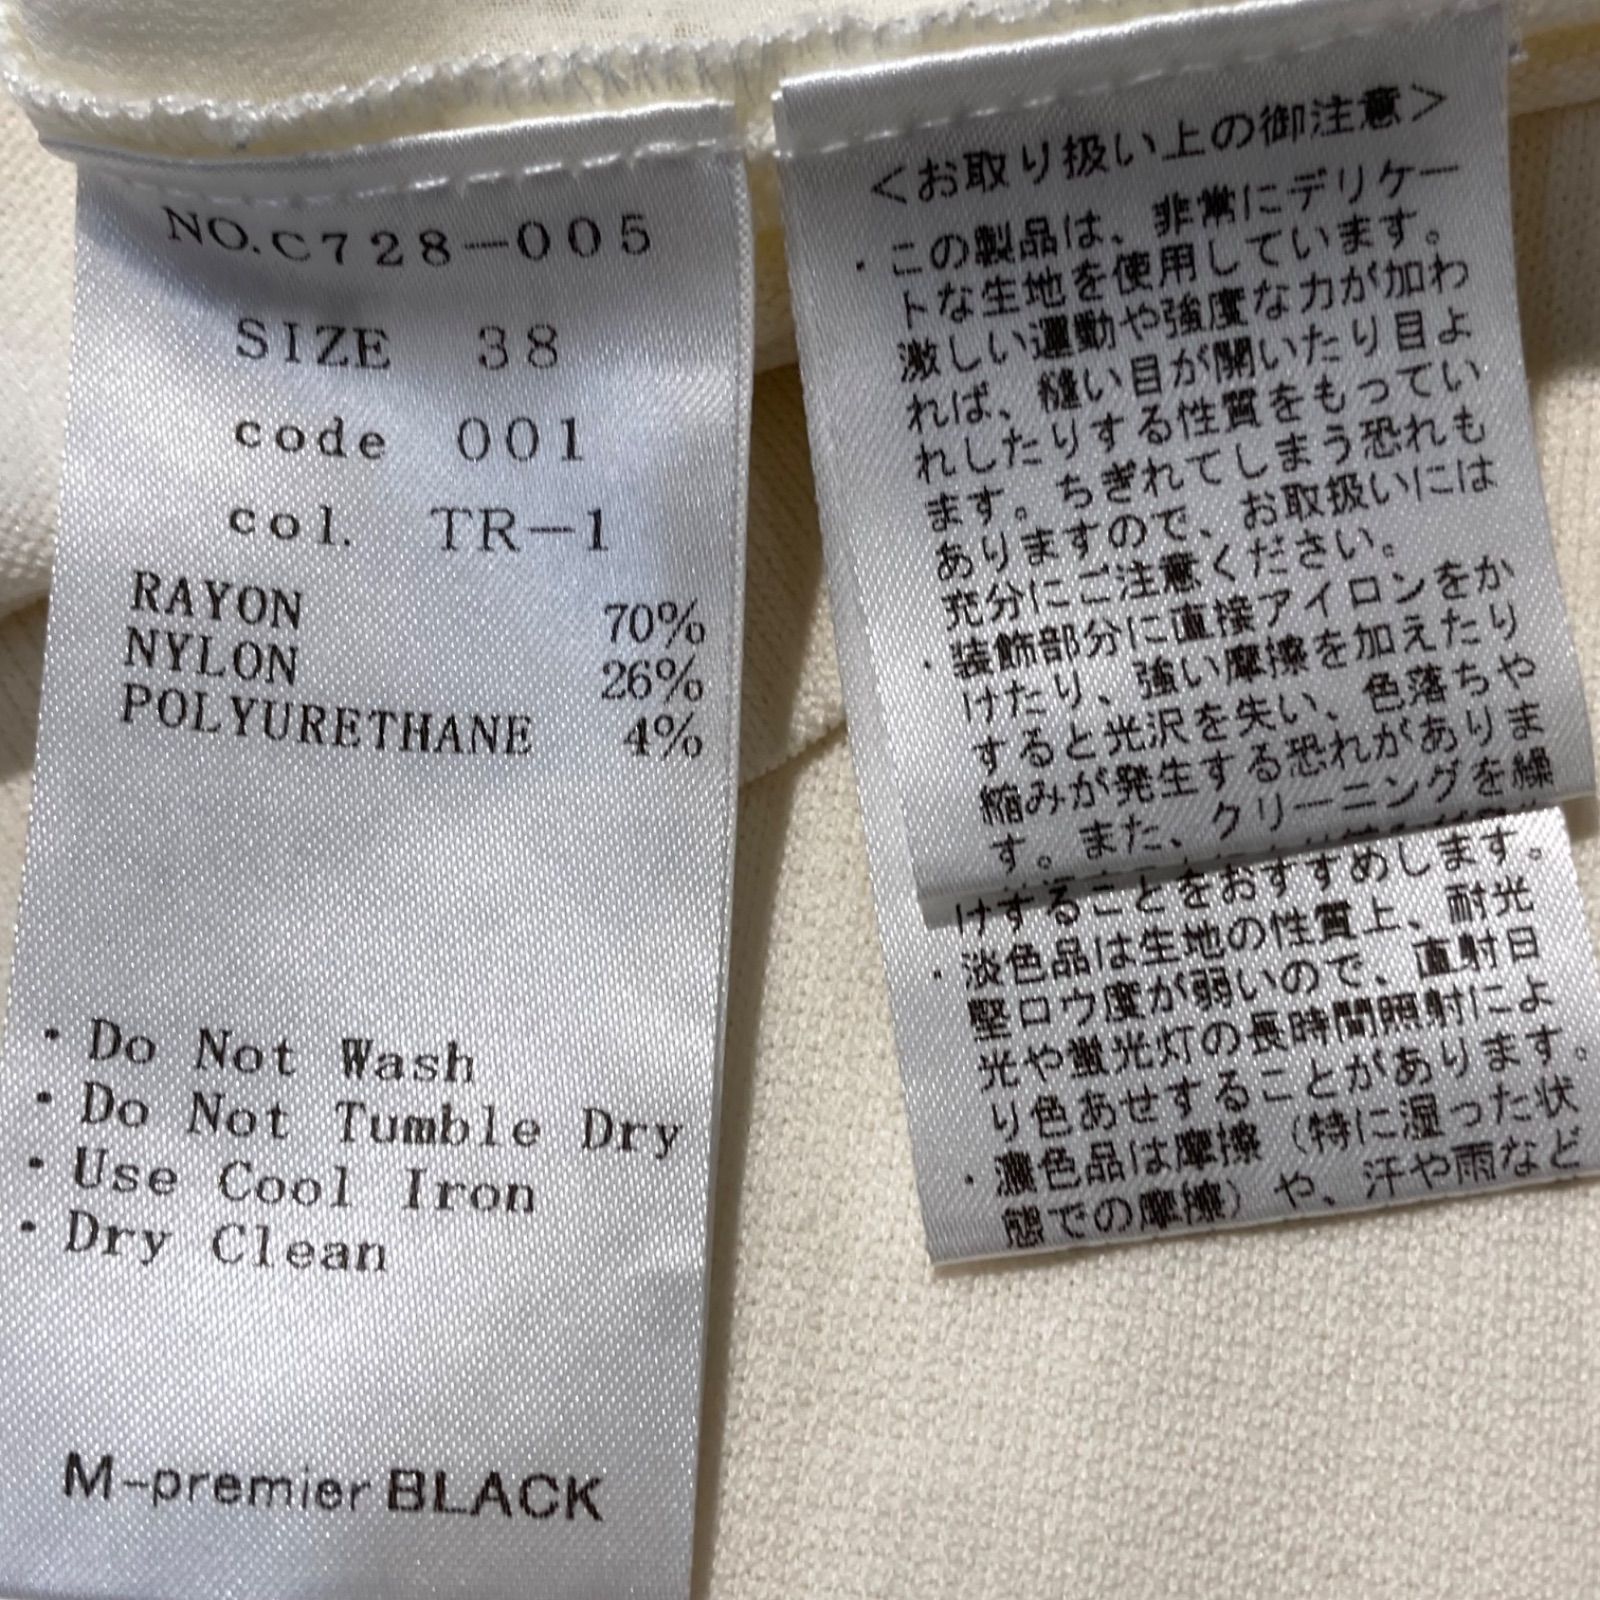 NO.C728-005
SIZE 38
code 001
col. TR-1
RAYON 70%
NYLON 26%
POLYURETHANE 4%
・Do Not Wash
・Do Not Tumble Dry
・Use Cool Iron
・Dry Clean
M-premier BLACK
<お取り扱い上の御注意>
・この製品は、非常にデリケー
トな生地を使用しています。
激しい運動や強度な力が加わ
れば、縫い目が開いたり目よ
れしたりする性質をもってい
ます。ちぎれてしまう恐れも
ありますので、お取扱いには
充分にご注意ください。
・装飾部分に直接アイロンをか
けたり、強い摩擦を加えたり
すると光沢を失い、色落ちや
縮みが発生する恐れがありま
す。また、クリーニングを繰
けすることをおすすめします。
・淡色品は生地の性質上、耐光
堅ロウ度が弱いので、直射日
光や蛍光灯の長時間照射によ
り色あせすることがあります。
・濃色品は摩擦（特に湿った状
態での摩擦）や、汗や雨など